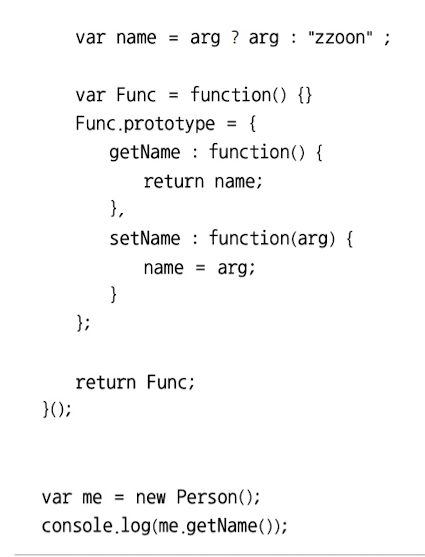 var name = arg ? arg : "zzoon" ;
var Func = function() {}
Func.prototype = {
getName : function() {
return name;
},
setName : function(arg) {
name = arg;
}
};
return Func;
}();
var me = new Person();
console.log(me.getName());